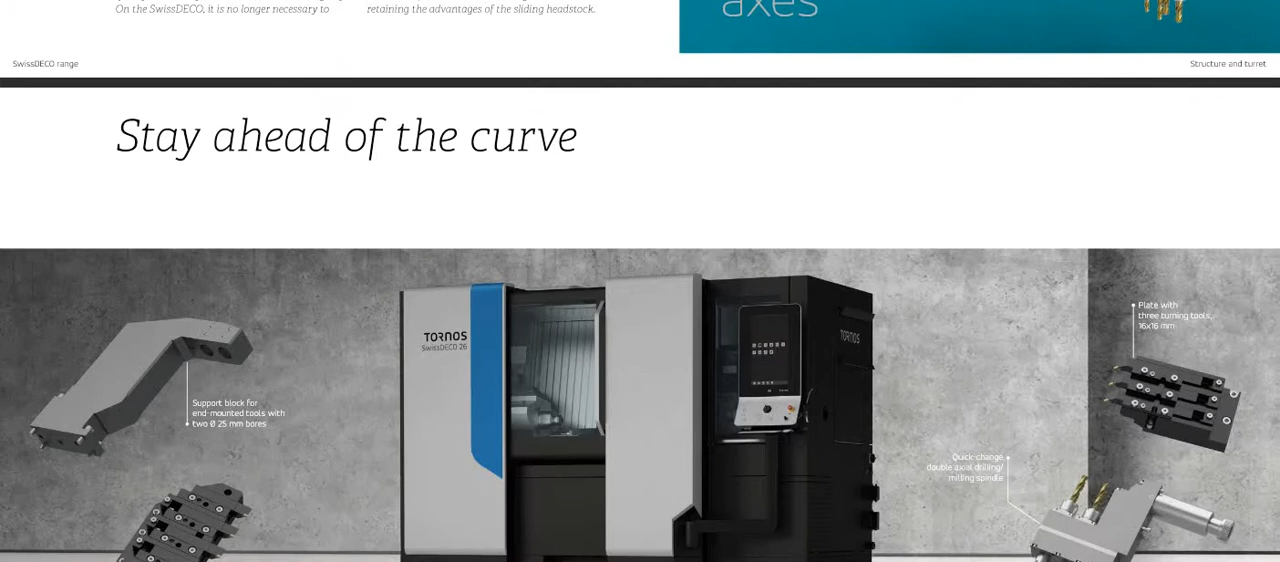 On the SwissDECO, it is no longer necessary to
retaining the advantages of the sliding headstock.
axes
SwissDECO range
Structure and turret
Stay ahead of the curve
TORNOS
SwissDECO 26
TORNOS
Support block for
end-mounted tools with
two Ø 25 mm bores
Plate with
three turning tools,
16x16 mm
Quick-change
double axial drilling/
milling spindle